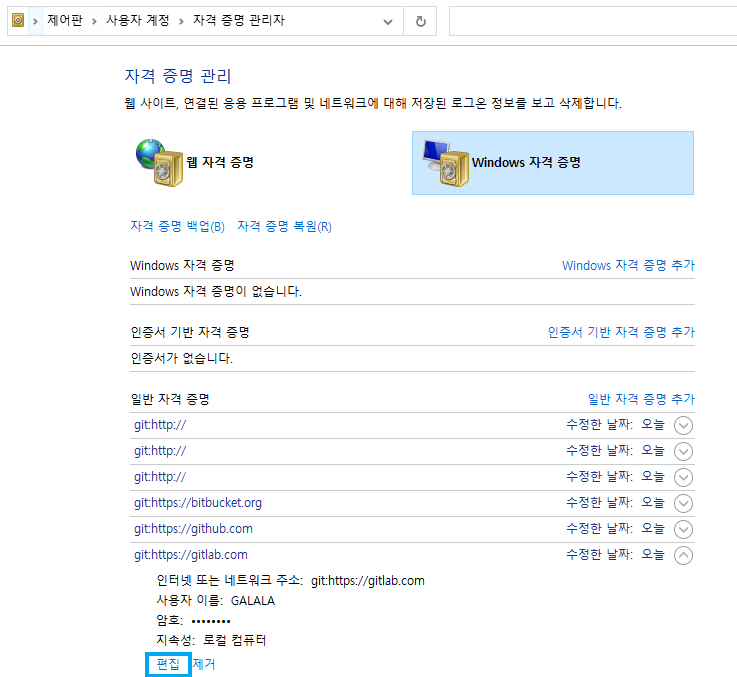 제어판 > 사용자 계정 > 자격 증명 관리자
자격 증명 관리
웹 사이트, 연결된 응용 프로그램 및 네트워크에 대해 저장된 로그온 정보를 보고 삭제합니다.
웹 자격 증명 Windows 자격 증명
자격 증명 백업(B) 자격 증명 복원(R)
Windows 자격 증명 Windows 자격 증명 추가
Windows 자격 증명이 없습니다.
인증서 기반 자격 증명 인증서 기반 자격 증명 추가
인증서가 없습니다.
일반 자격 증명 일반 자격 증명 추가
git:http:// 수정한 날짜: 오늘
git:http:// 수정한 날짜: 오늘
git:http:// 수정한 날짜: 오늘
git:https://bitbucket.org 수정한 날짜: 오늘
git:https://github.com 수정한 날짜: 오늘
git:https://gitlab.com 수정한 날짜: 오늘
인터넷 또는 네트워크 주소: git:https://gitlab.com
사용자 이름: GALALA
암호: ••••••••
지속성: 로컬 컴퓨터
편집 제거